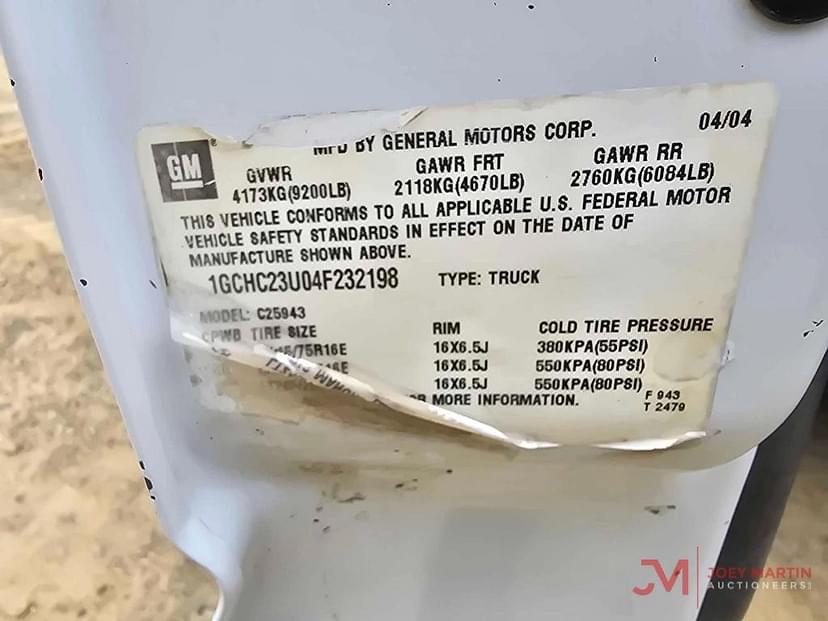 MFD BY GENERAL MOTORS CORP. 04/04
GM ®
GVWR GAWR FRT GAWR RR
4173KG(9200LB) 2118KG(4670LB) 2760KG(6084LB)
THIS VEHICLE CONFORMS TO ALL APPLICABLE U.S. FEDERAL MOTOR
VEHICLE SAFETY STANDARDS IN EFFECT ON THE DATE OF
MANUFACTURE SHOWN ABOVE.
1GCHC23U04F232198 TYPE: TRUCK
MODEL: C25943
TIRE SIZE RIM COLD TIRE PRESSURE
/75R16E 16X6.5J 380KPA(55PSI)
16E 16X6.5J 550KPA(80PSI)
16X6.5J 550KPA(80PSI)
MORE INFORMATION. F 943
T 2479
JM JOEY MARTIN
AUCTIONEERS